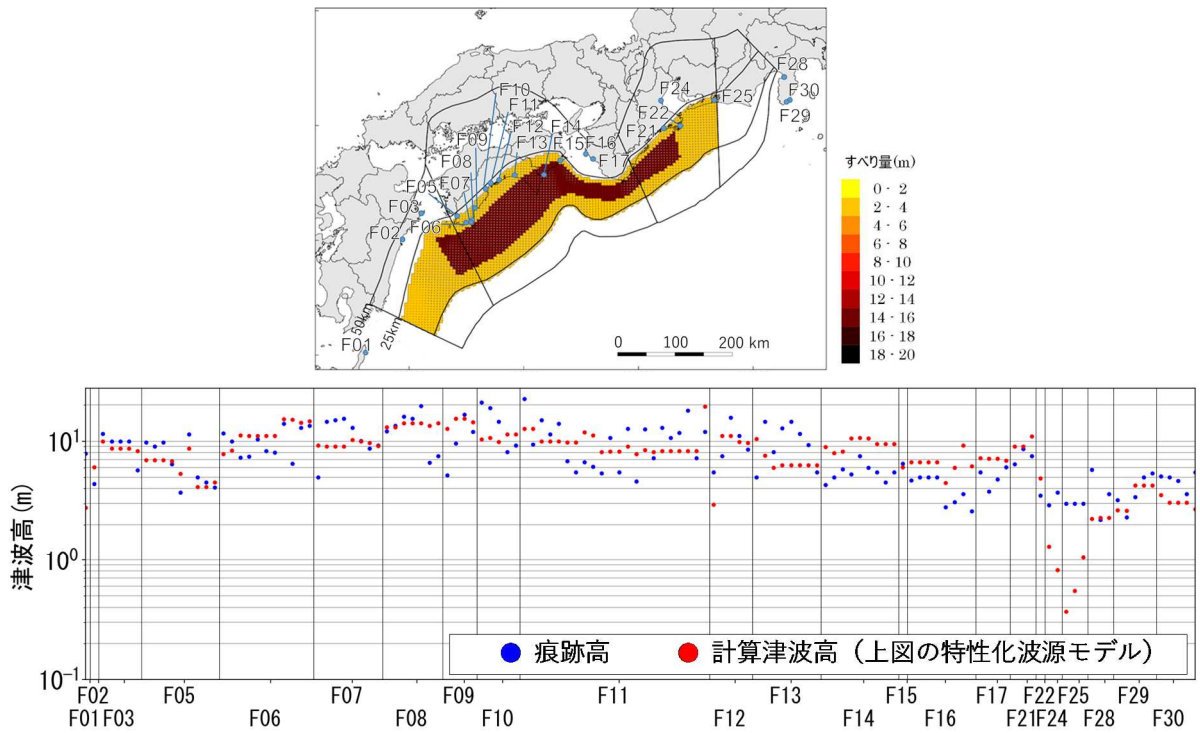 F28
F10
F24
F30
F11
F25
F12
F14
F22
F29
F09
F13
F15
F16
F21
F08
F17
F05
F07
F03
F02
F06
50km
25km
F01
0 100 200 km
すべり量(m)
0 - 2
2 - 4
4 - 6
6 - 8
8 - 10
10 - 12
12 - 14
14 - 16
16 - 18
18 - 20
津波高(m)
10¹
10⁰
10⁻¹
痕跡高
計算津波高（上図の特性化波源モデル）
F02 F05 F07 F09 F11 F13 F15 F17 F22 F25 F29
F01 F03 F06 F08 F10 F12 F14 F16 F21 F24 F28 F30